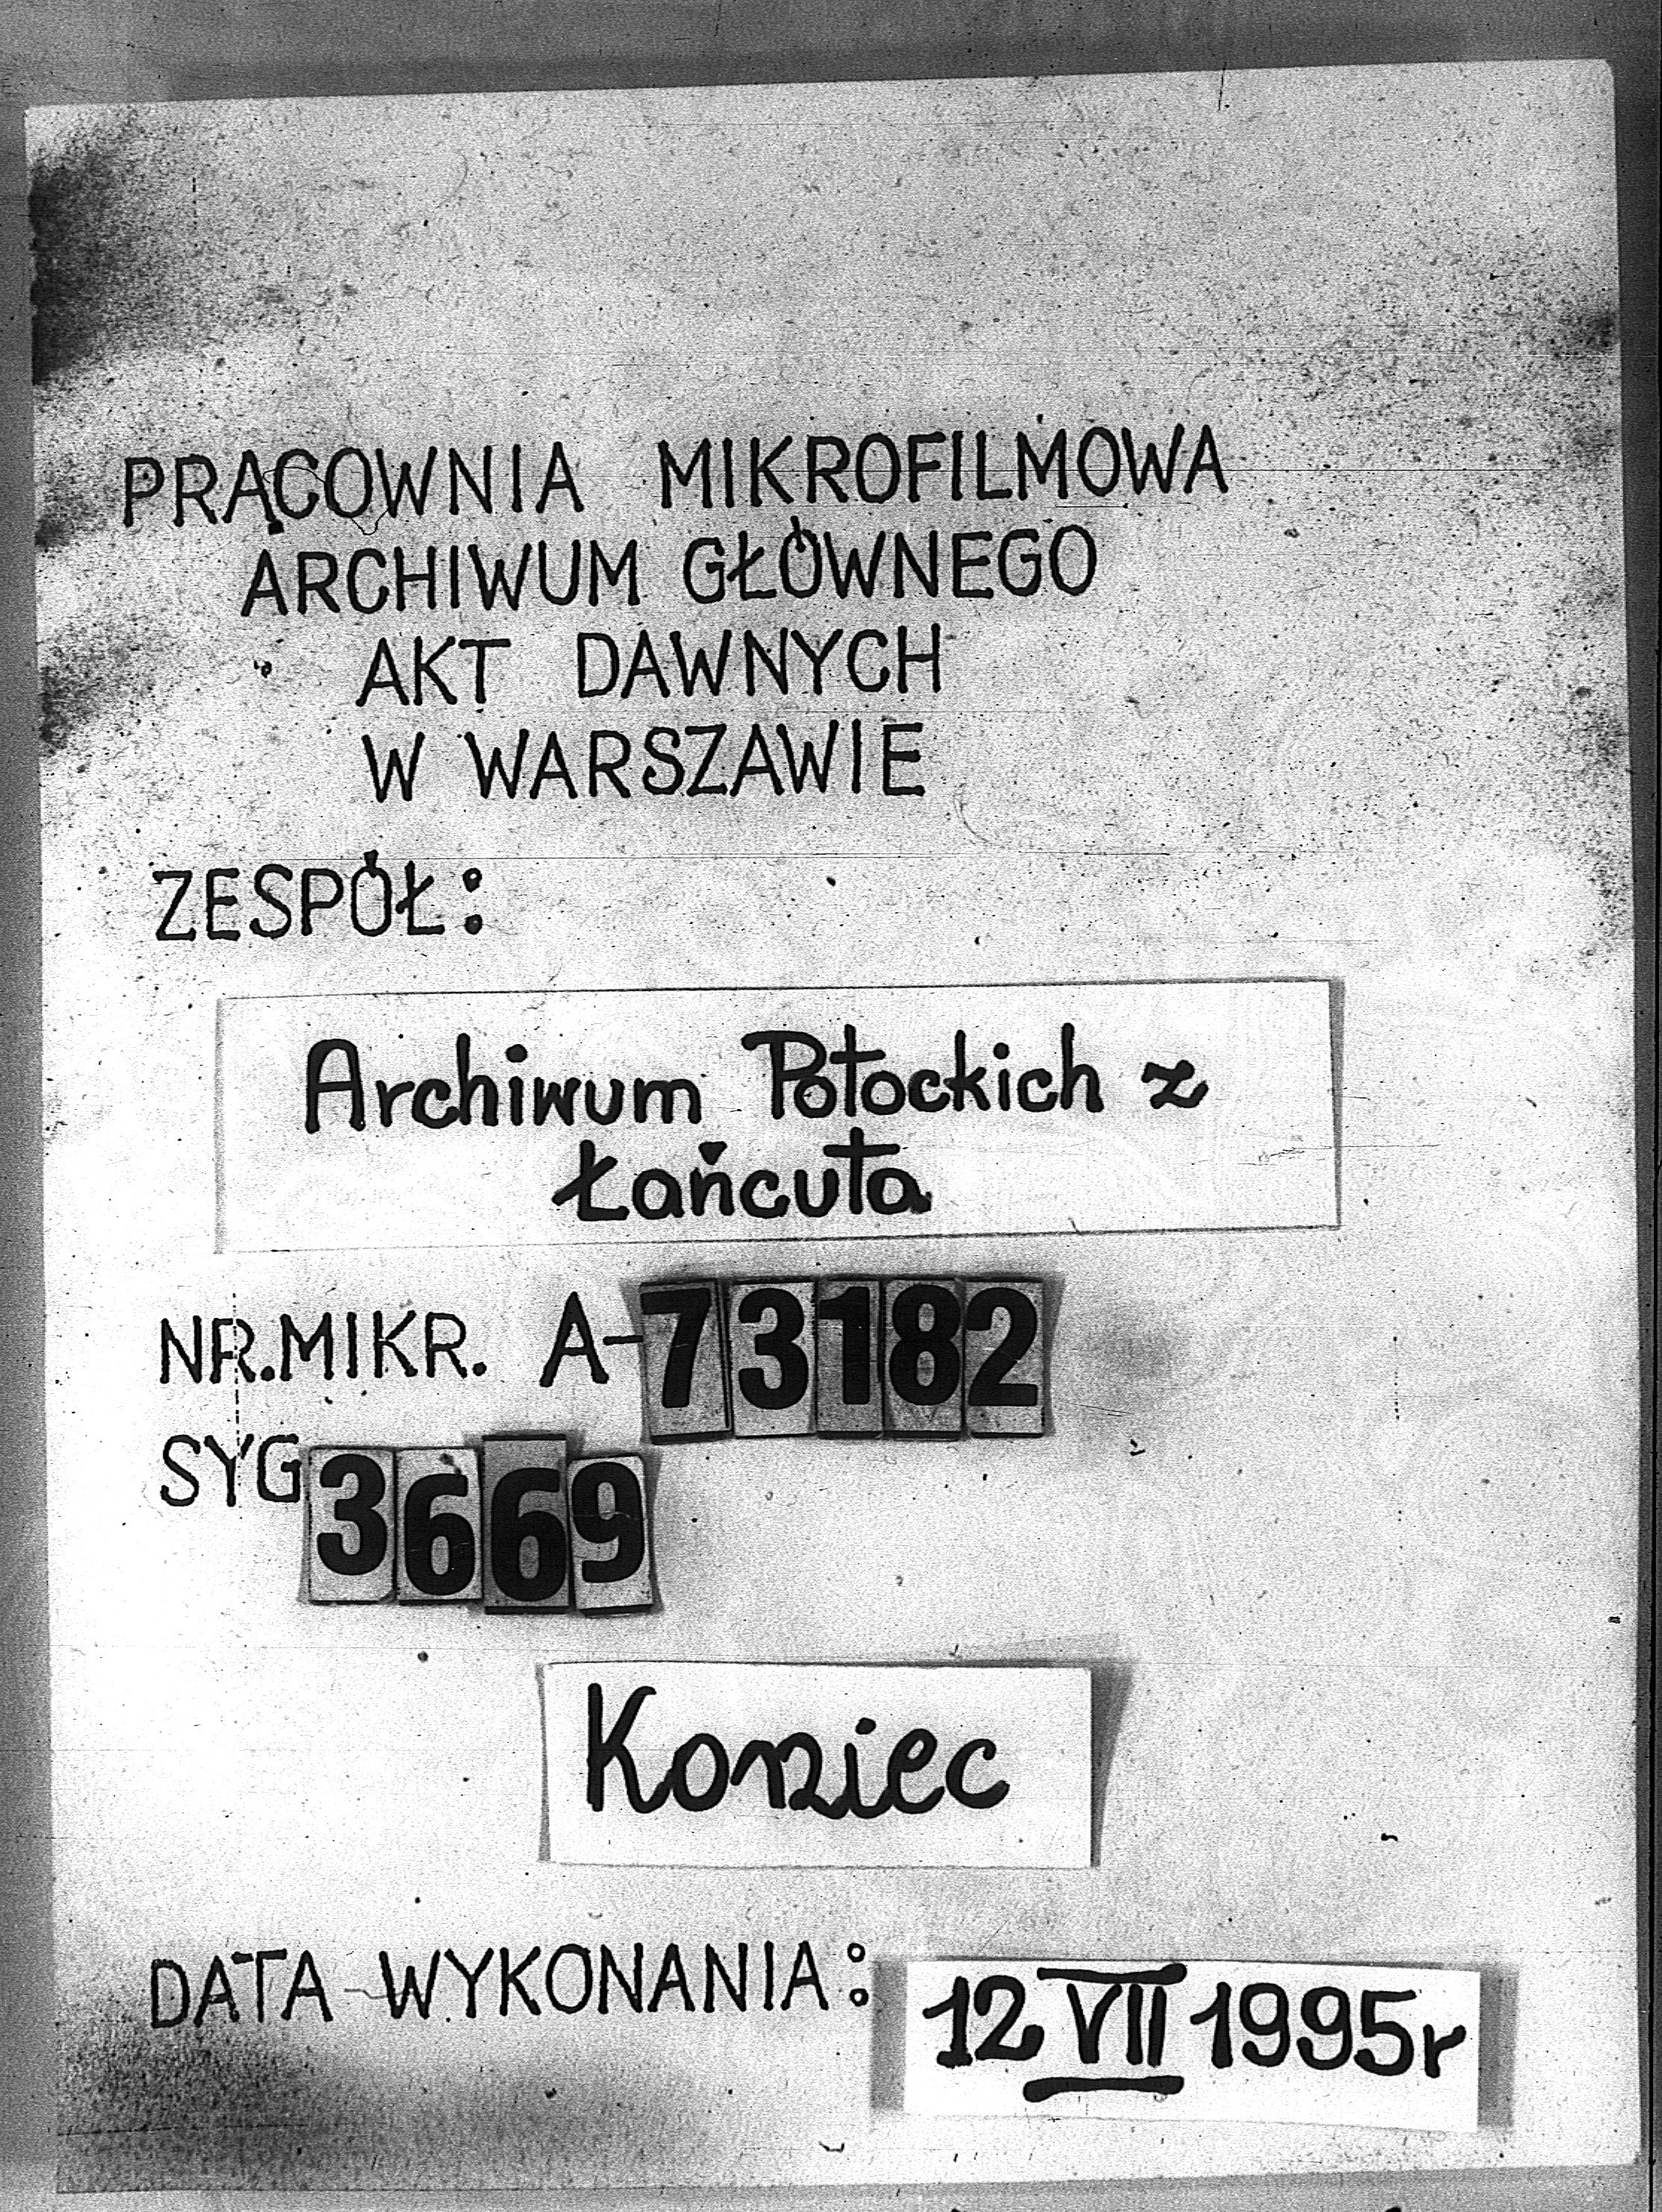 PRACOWNIA MIKROFILMOWA
ARCHIWUM GŁÓWNEGO
AKT DAWNYCH
W WARSZAWIE
ZESPÓŁ:
Archiwum Potockich z
Łańcuta
NR.MIKR. A-73182
SYG 3669
Koniec
DATA WYKONANIA: 12 VII 1995r